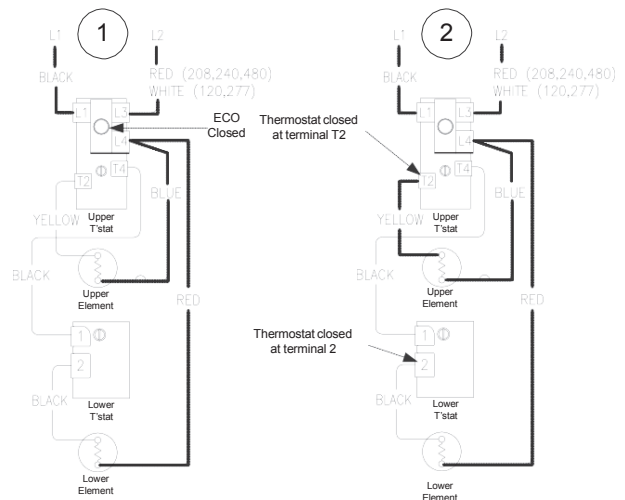 L1
1
L2
BLACK
RED (208,240,480)
WHITE (120,277)
L1
L3
ECO
Closed
L4
T2
T4
BLUE
YELLOW
Upper
T'stat
BLACK
Upper
Element
RED
1
2
BLACK
Lower
T'stat
Lower
Element
L1
2
L2
BLACK
RED (208,240,480)
WHITE (120,277)
Thermostat closed
at terminal T2
L1
L3
L4
T2
T4
BLUE
YELLOW
Upper
T'stat
BLACK
Upper
Element
RED
Thermostat closed
at terminal 2
1
2
BLACK
Lower
T'stat
Lower
Element